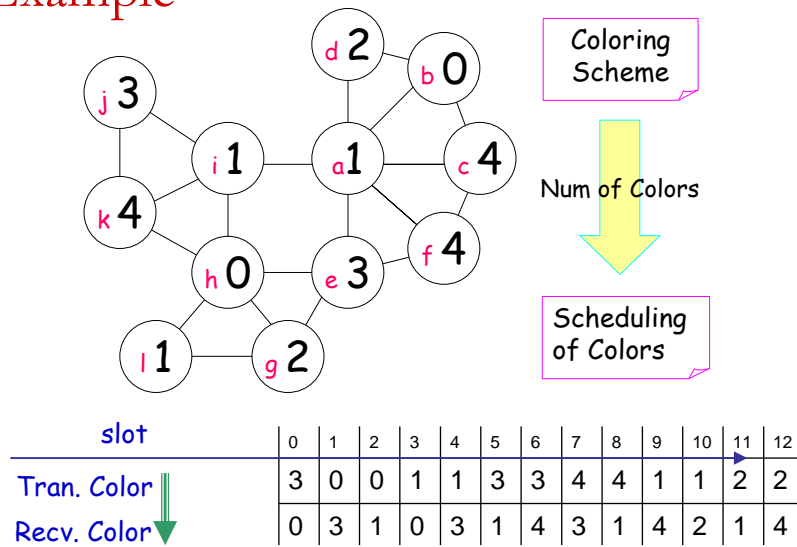 Example
d 2
b 0
j 3
i 1
a 1
c 4
k 4
f 4
h 0
e 3
l 1
g 2
Coloring
Scheme
Num of Colors
Scheduling
of Colors
slot 0 1 2 3 4 5 6 7 8 9 10 11 12
Tran. Color 3 0 0 1 1 3 3 4 4 1 1 2 2
Recv. Color 0 3 1 0 3 1 4 3 1 4 2 1 4